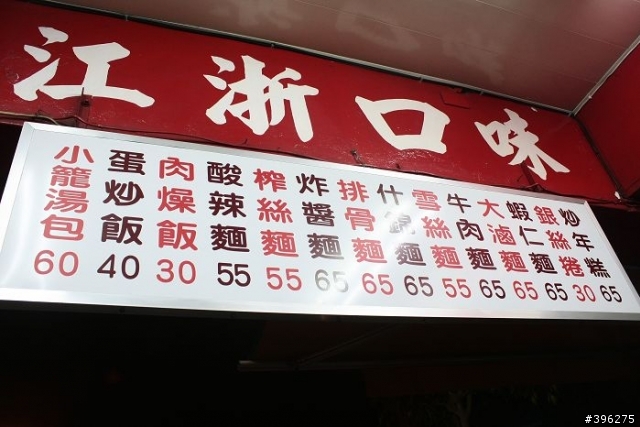 江浙口味
小籠湯包 60
蛋炒飯 40
肉燥飯 30
酸辣麵 55
榨絲麵 55
炸醬麵 65
排骨麵 65
什錦麵 65
雪絲麵 55
牛肉麵 65
大滷麵 65
蝦仁麵 65
銀絲捲 30
炒年糕 65
#396275